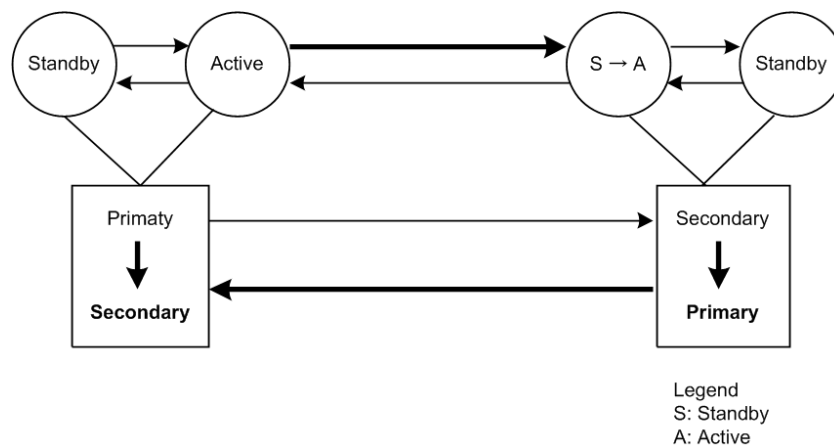 Standby
Active
S → A
Standby
Primaty
Secondary
Secondary
Primary
Legend
S: Standby
A: Active